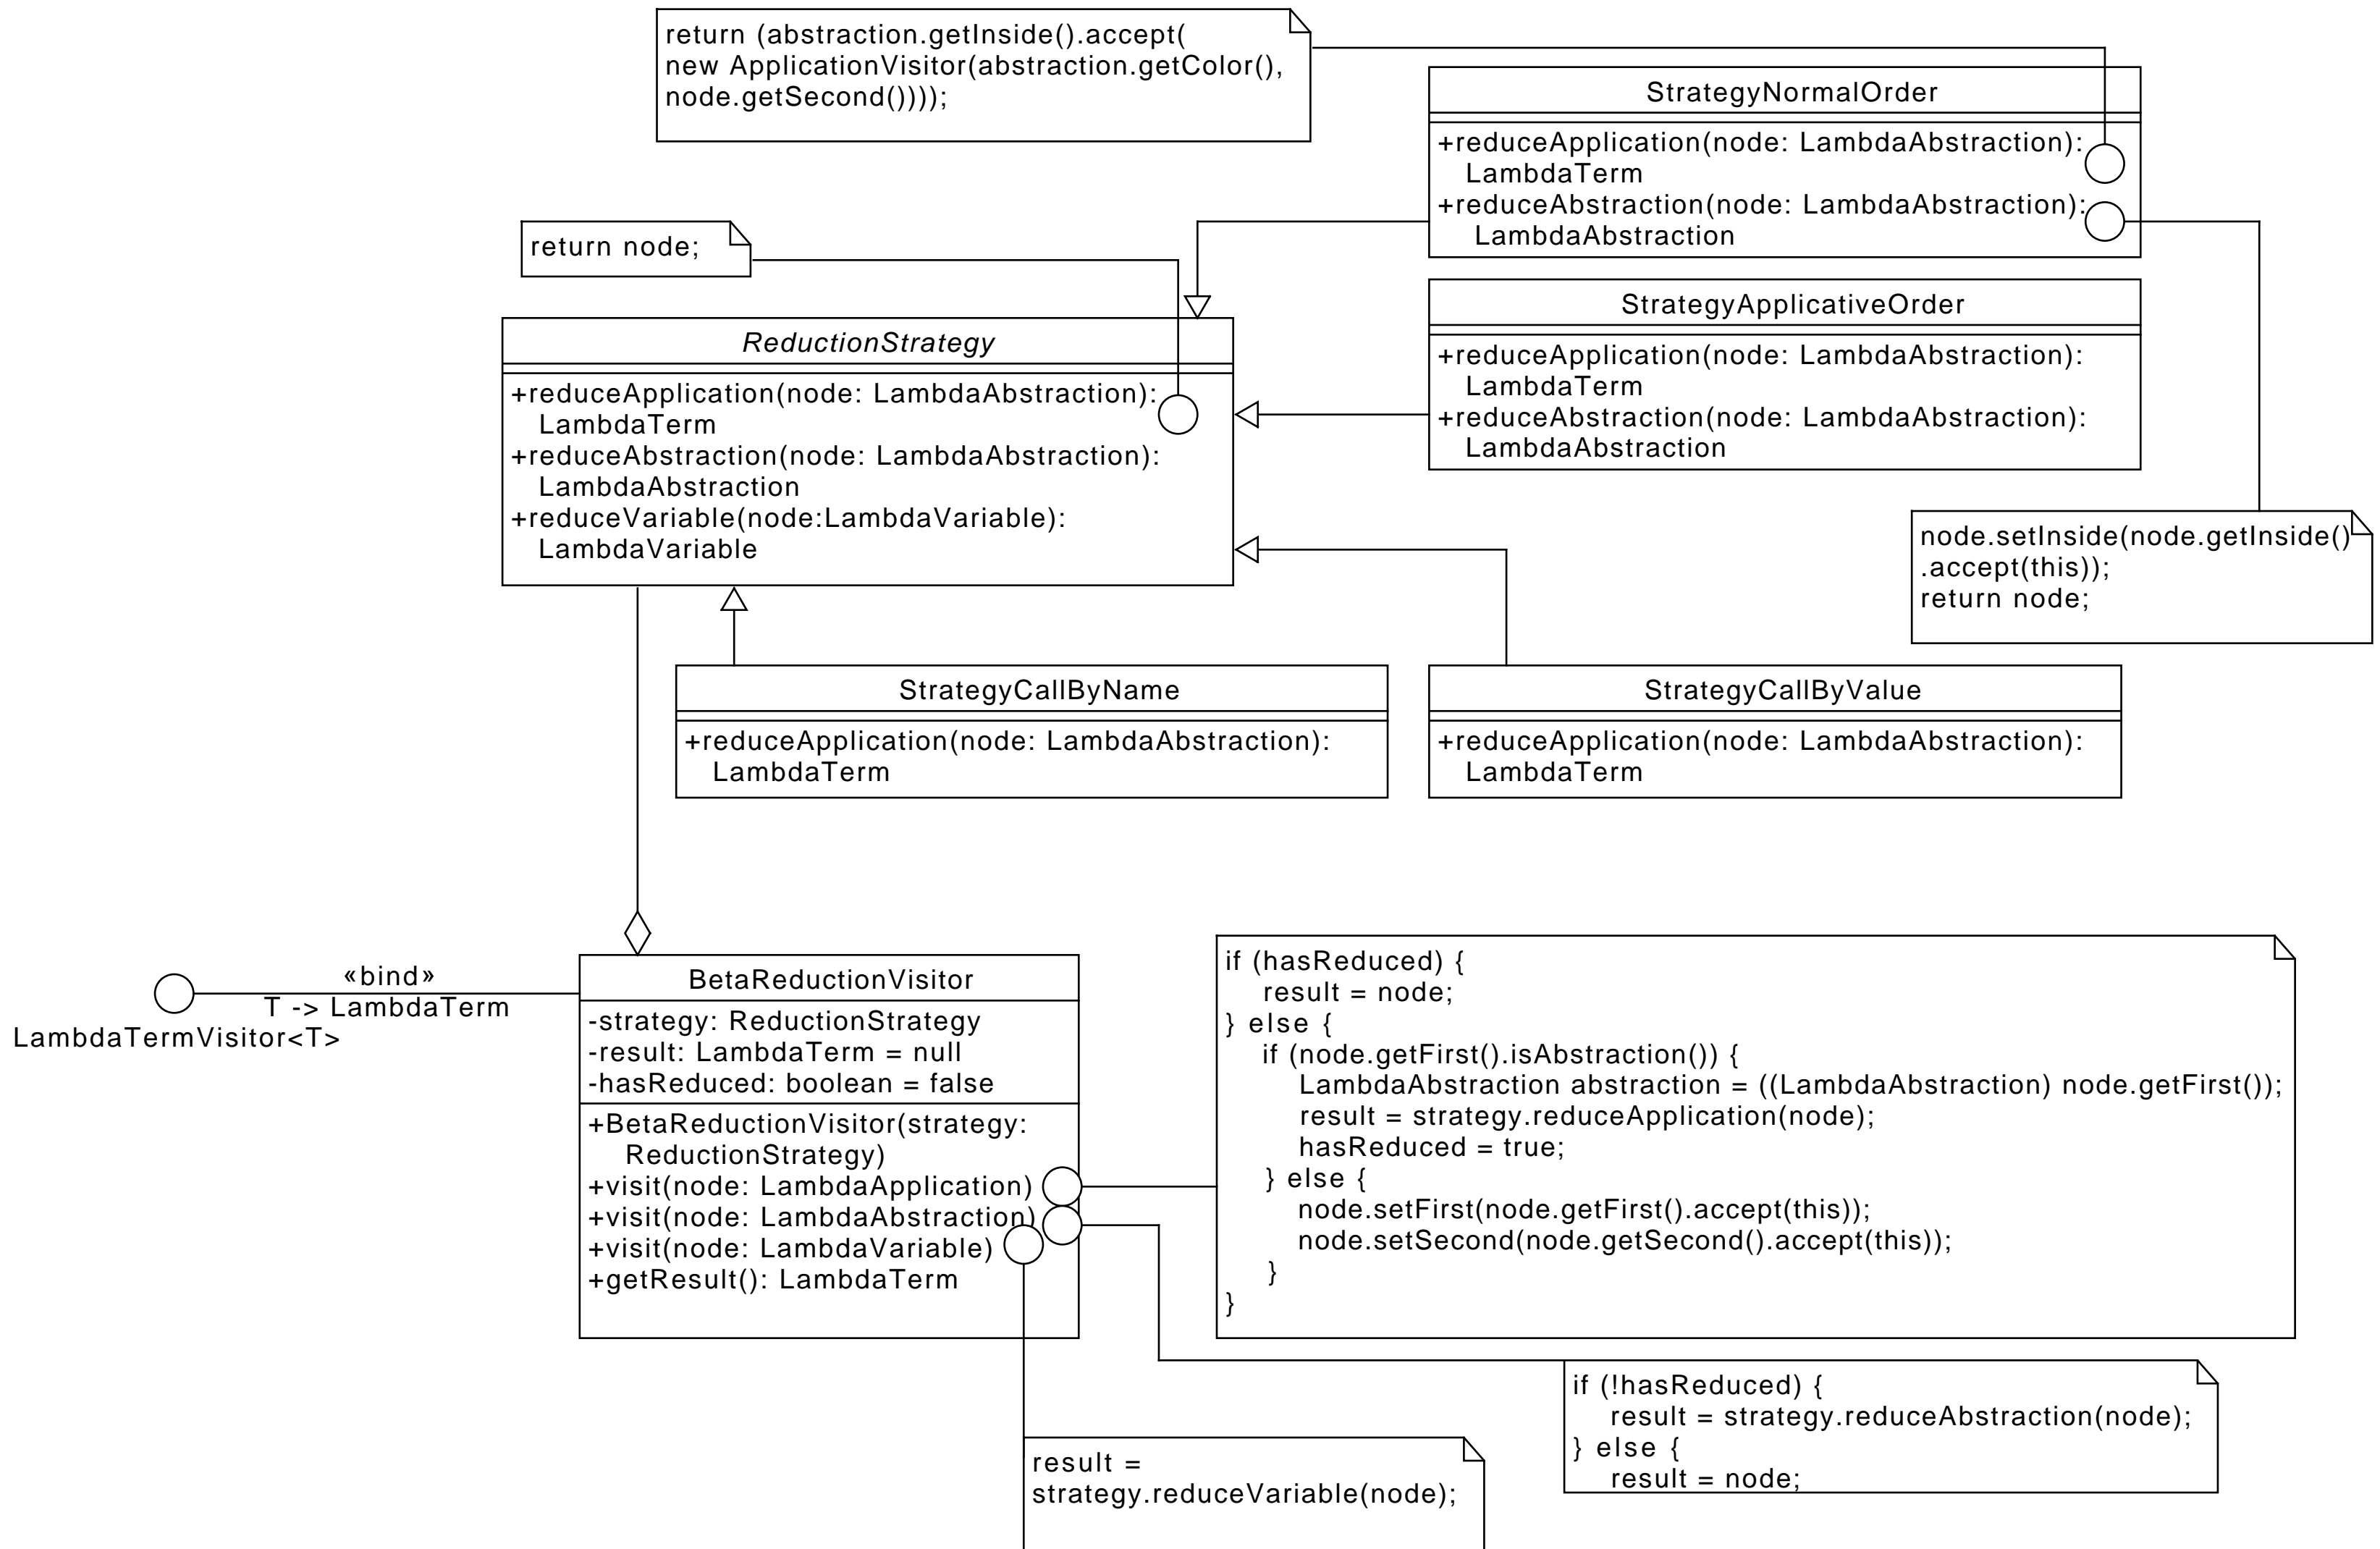 return (abstraction.getInside().accept(
new ApplicationVisitor(abstraction.getColor(),
node.getSecond())));
StrategyNormalOrder
+reduceApplication(node: LambdaAbstraction):
LambdaTerm
+reduceAbstraction(node: LambdaAbstraction):
LambdaAbstraction
return node;
StrategyApplicativeOrder
+reduceApplication(node: LambdaAbstraction):
LambdaTerm
+reduceAbstraction(node: LambdaAbstraction):
LambdaAbstraction
ReductionStrategy
+reduceApplication(node: LambdaAbstraction):
LambdaTerm
+reduceAbstraction(node: LambdaAbstraction):
LambdaAbstraction
+reduceVariable(node:LambdaVariable):
LambdaVariable
node.setInside(node.getInside()
.accept(this));
return node;
StrategyCallByName
+reduceApplication(node: LambdaAbstraction):
LambdaTerm
StrategyCallByValue
+reduceApplication(node: LambdaAbstraction):
LambdaTerm
«bind»
T -> LambdaTerm
LambdaTermVisitor<T>
BetaReductionVisitor
-strategy: ReductionStrategy
-result: LambdaTerm = null
-hasReduced: boolean = false
+BetaReductionVisitor(strategy:
ReductionStrategy)
+visit(node: LambdaApplication)
+visit(node: LambdaAbstraction)
+visit(node: LambdaVariable)
+getResult(): LambdaTerm
if (hasReduced) {
result = node;
} else {
if (node.getFirst().isAbstraction()) {
LambdaAbstraction abstraction = ((LambdaAbstraction) node.getFirst());
result = strategy.reduceApplication(node);
hasReduced = true;
} else {
node.setFirst(node.getFirst().accept(this));
node.setSecond(node.getSecond().accept(this));
}
}
if (!hasReduced) {
result = strategy.reduceAbstraction(node);
} else {
result = node;
result =
strategy.reduceVariable(node);